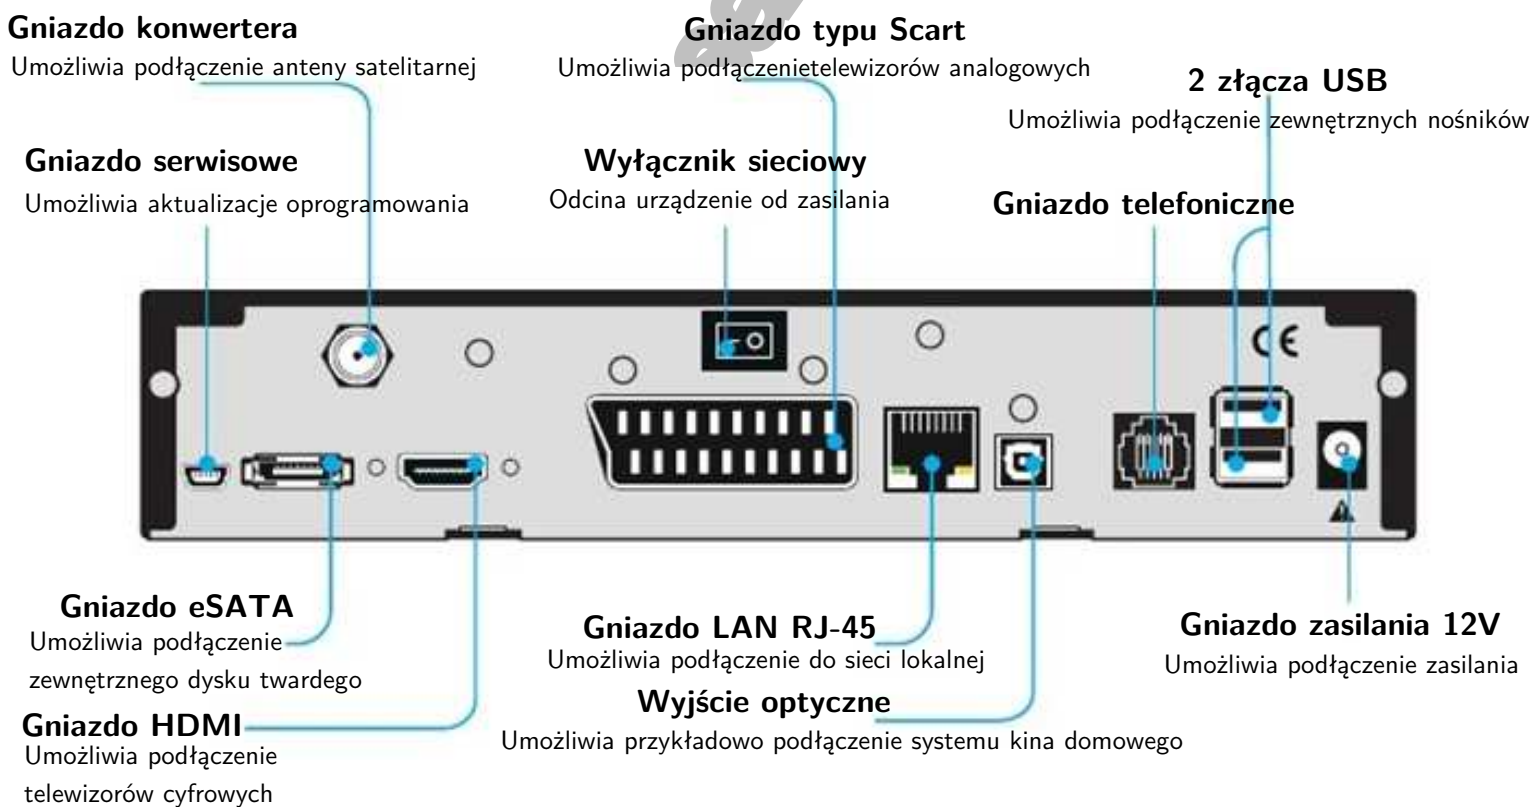 Gniazdo konwertera
Umożliwia podłączenie anteny satelitarnej
Gniazdo typu Scart
Umożliwia podłączenietelewizorów analogowych
2 złącza USB
Umożliwia podłączenie zewnętrznych nośników
Gniazdo serwisowe
Umożliwia aktualizacje oprogramowania
Wyłącznik sieciowy
Odcina urządzenie od zasilania
Gniazdo telefoniczne
CE
Gniazdo eSATA
Umożliwia podłączenie
zewnętrznego dysku twardego
Gniazdo HDMI
Umożliwia podłączenie
telewizorów cyfrowych
Gniazdo LAN RJ-45
Umożliwia podłączenie do sieci lokalnej
Wyjście optyczne
Umożliwia przykładowo podłączenie systemu kina domowego
Gniazdo zasilania 12V
Umożliwia podłączenie zasilania